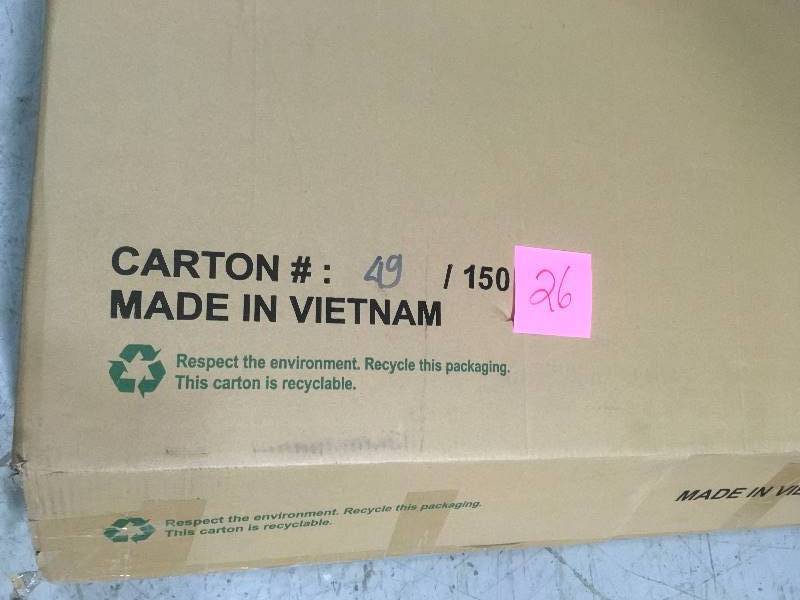 CARTON # : 49 / 150
26
MADE IN VIETNAM
Respect the environment. Recycle this packaging.
This carton is recyclable.
Respect the environment. Recycle this packaging.
This carton is recyclable.
MADE IN VIE